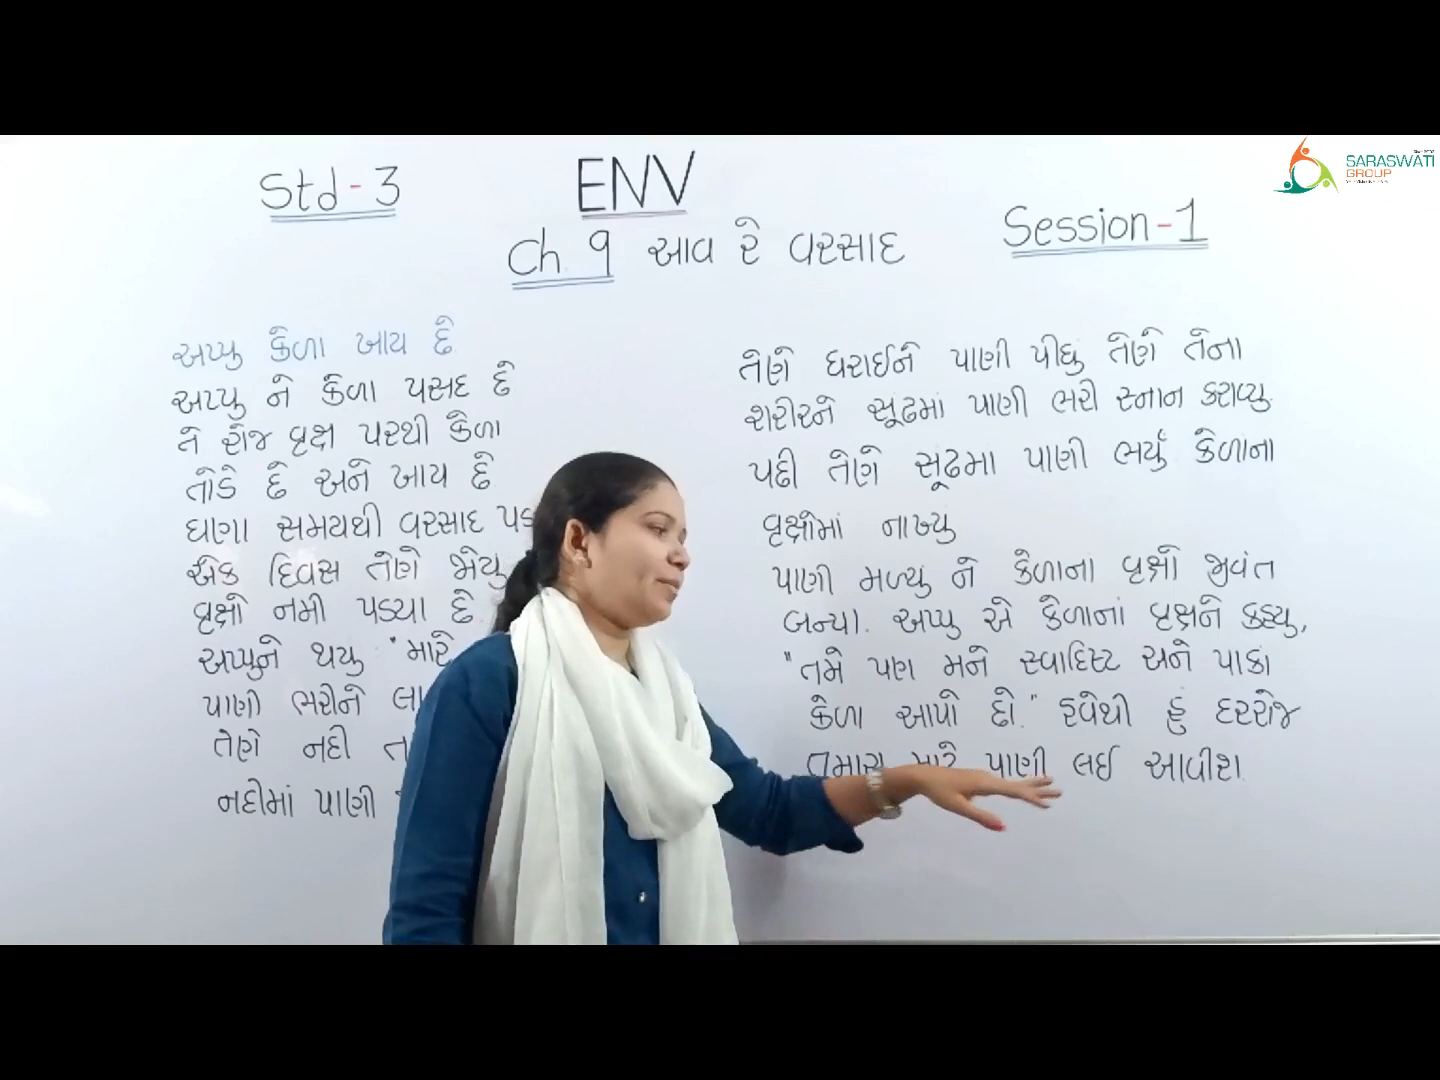 Std-3
ENV
Session-1
Ch. 9 આવ રે વરસાદ
SARASWATI
GROUP
અપ્પુ કેળા ખાય છે
અપ્પુ ને કેળા પસદ છે
તે રોજ વૃક્ષ પરથી કેળા
તોડે છે અને ખાય છે
ઘણા સમયથી વરસાદ
એક દિવસ તેણે જોયુ
વૃક્ષો નમી પડ્યા છે
અપ્પુને થયુ "મારે
પાણી ભરીને
તેણે નદી
નદીમાં પાણી
તેણે ધરાઈને પાણી પીધુ તેણે તેના
શરીરને સૂઢમાં પાણી ભરી સ્નાન કરાવ્યુ.
પછી તેણે સૂઢમા પાણી ભર્યું કેળાના
વૃક્ષોમાં નાખ્યુ
પાણી મળ્યુ ને કેળાના વૃક્ષો જીવંત
બન્યા. અપ્પુ એ કેળાનાં વૃક્ષને કહ્યુ,
"તમે પણ મને સ્વાદિસ્ટ અને પાકા
કેળા આપો છો." હવેથી હું દરરોજ
તમારા માટે પાણી લઈ આવીશ